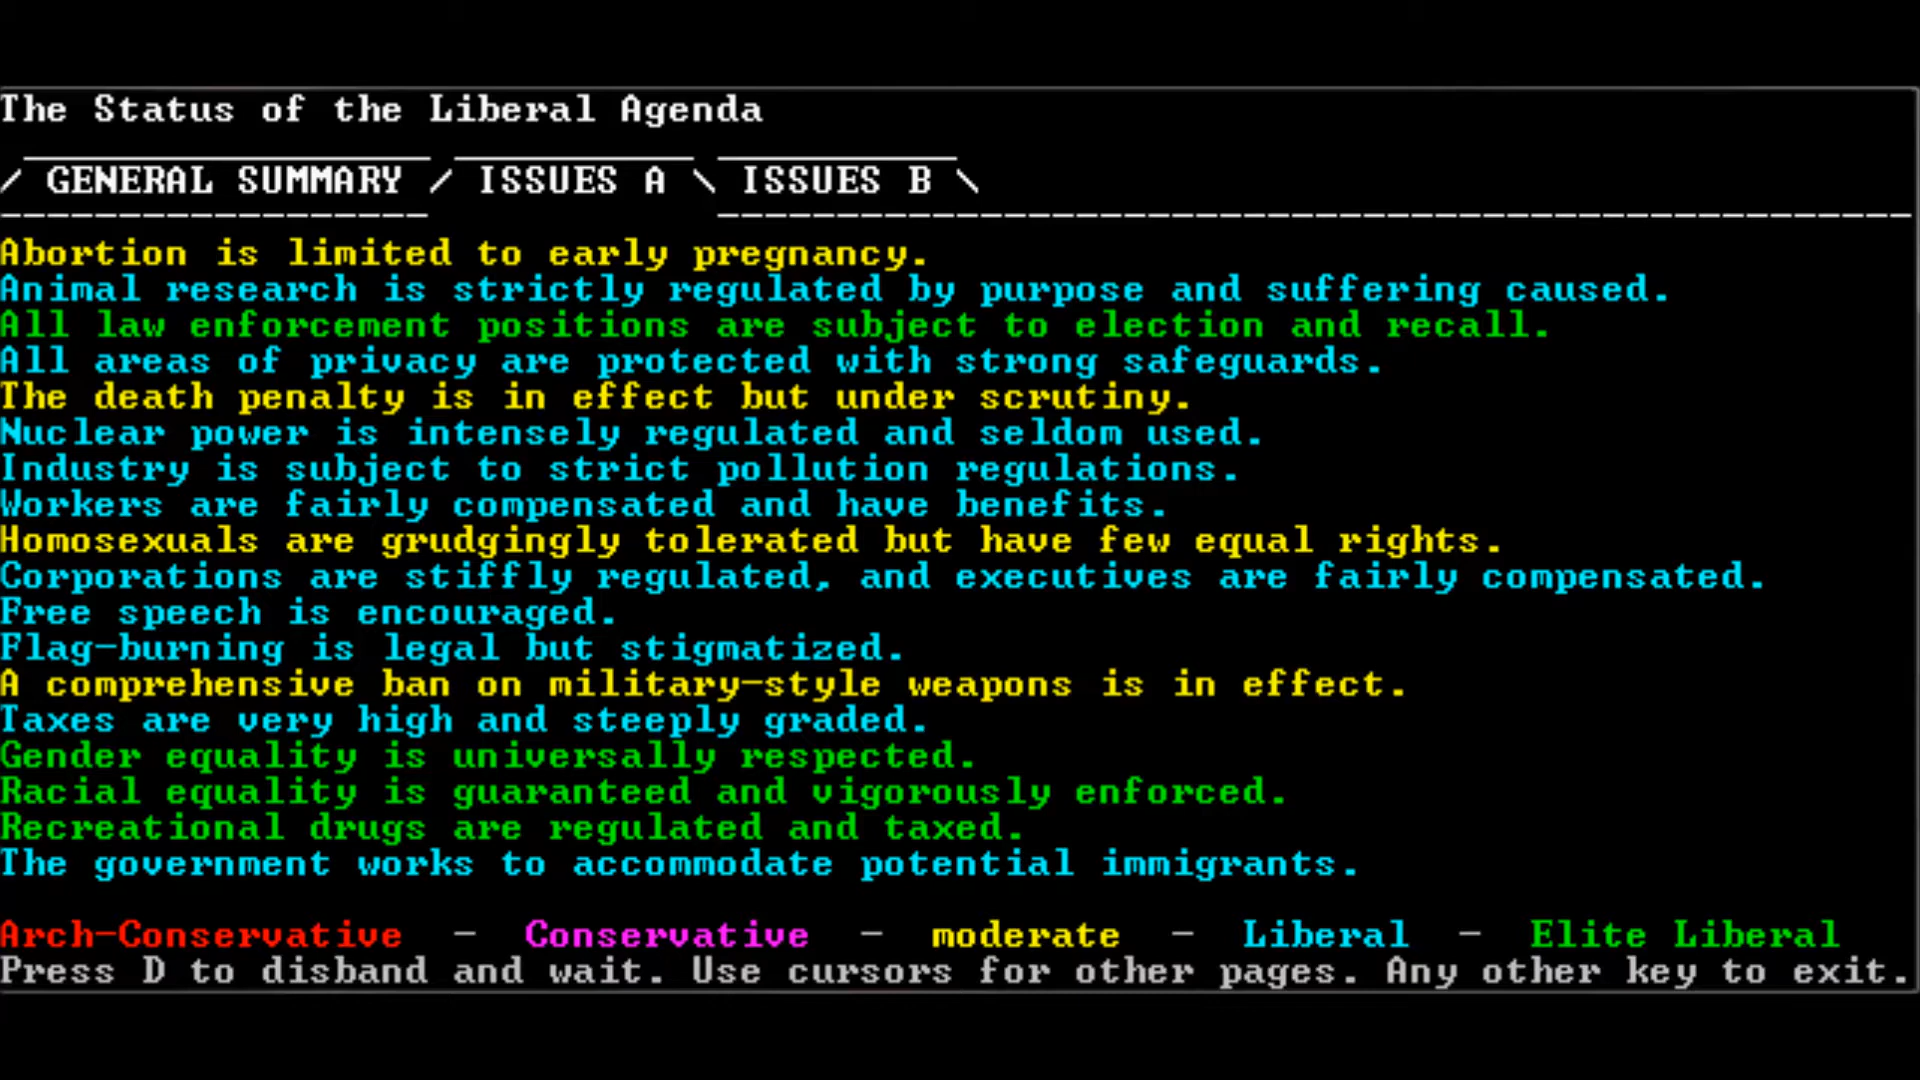 The Status of the Liberal Agenda
/ GENERAL SUMMARY / ISSUES A \ ISSUES B \
Abortion is limited to early pregnancy.
Animal research is strictly regulated by purpose and suffering caused.
All law enforcement positions are subject to election and recall.
All areas of privacy are protected with strong safeguards.
The death penalty is in effect but under scrutiny.
Nuclear power is intensely regulated and seldom used.
Industry is subject to strict pollution regulations.
Workers are fairly compensated and have benefits.
Homosexuals are grudgingly tolerated but have few equal rights.
Corporations are stiffly regulated, and executives are fairly compensated.
Free speech is encouraged.
Flag-burning is legal but stigmatized.
A comprehensive ban on military-style weapons is in effect.
Taxes are very high and steeply graded.
Gender equality is universally respected.
Racial equality is guaranteed and vigorously enforced.
Recreational drugs are regulated and taxed.
The government works to accommodate potential immigrants.
Arch-Conservative - Conservative - moderate - Liberal - Elite Liberal
Press D to disband and wait. Use cursors for other pages. Any other key to exit.